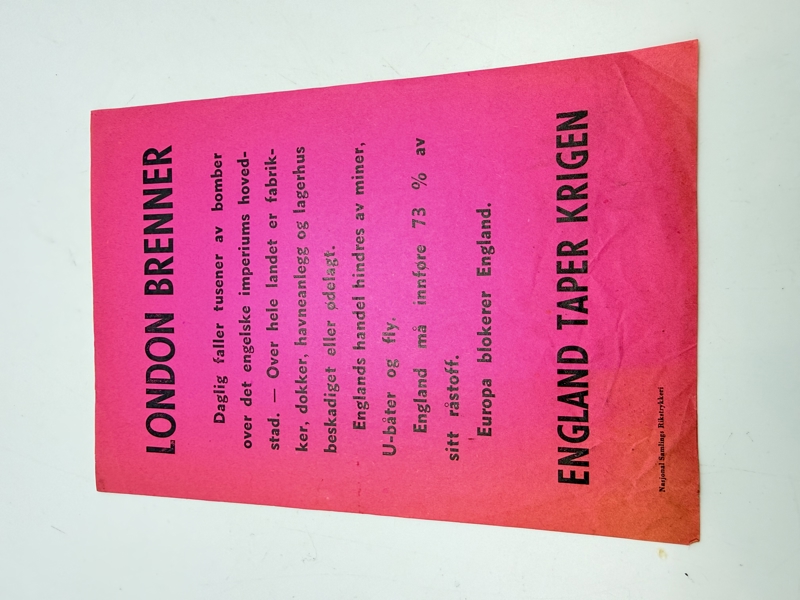 LONDON BRENNER
Daglig faller tusener av bomber
over det engelske imperiums hoved-
stad. — Over hele landet er fabrik-
ker, dokker, havneanlegg og lagerhus
beskadiget eller ødelagt.
Englands handel hindres av miner,
U-båter og fly.
England må innføre 73 % av
sitt råstoff.
Europa blokerer England.
ENGLAND TAPER KRIGEN
Nasjonal Samlings Rikstrykkeri